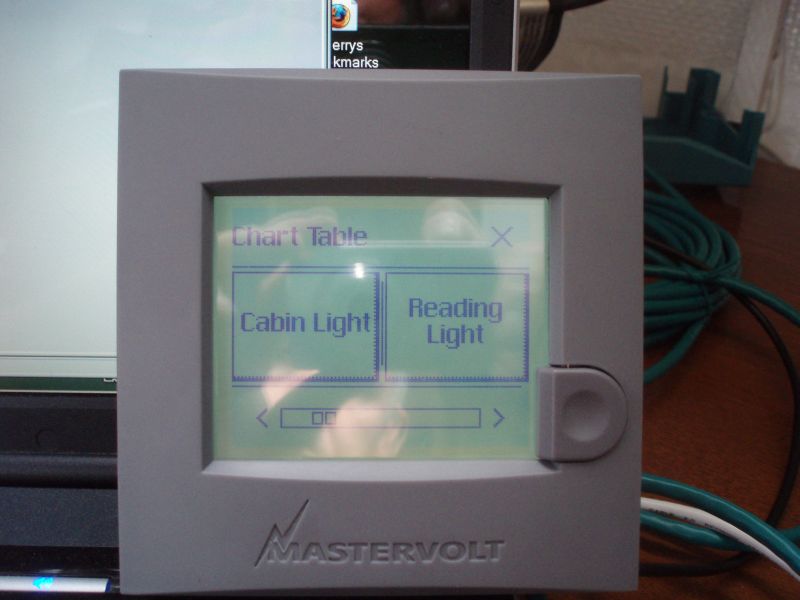 errys
kmarks
Chart Table
Cabin Light
Reading
Light
MASTERVOLT